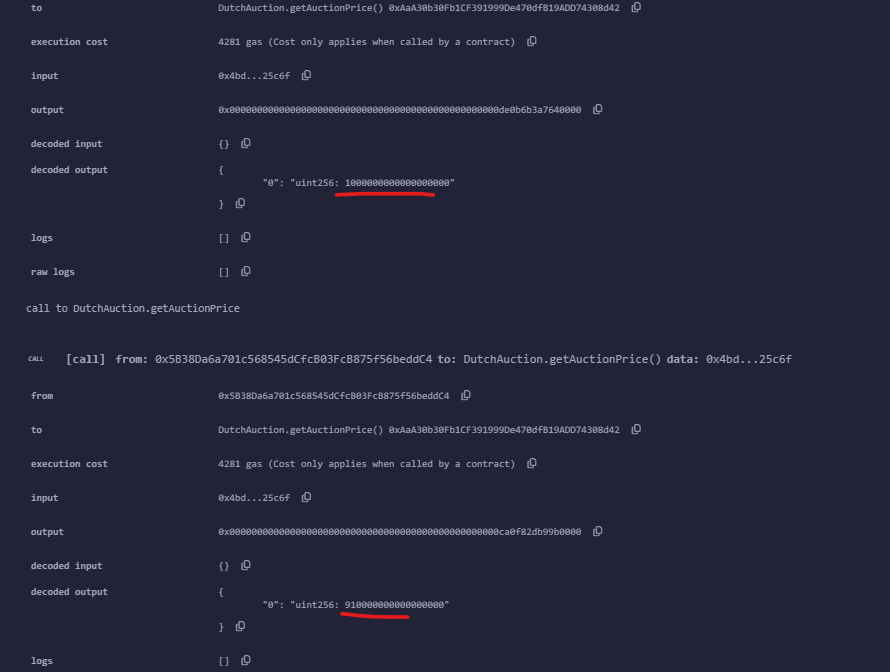 to DutchAuction.getAuctionPrice() 0xAaA30b30Fb1CF391999De470dfB19ADD74308d42
execution cost 4281 gas (Cost only applies when called by a contract)
input 0x4bd...25c6f
output 0x0000000000000000000000000000000000000000000000000de0b6b3a7640000
decoded input {}
decoded output {
"0": "uint256: 1000000000000000000"
}
logs []
raw logs []
call to DutchAuction.getAuctionPrice
CALL [call] from: 0x5B38Da6a701c568545dCfcB03FcB875f56beddC4 to: DutchAuction.getAuctionPrice() data: 0x4bd...25c6f
from 0x5B38Da6a701c568545dCfcB03FcB875f56beddC4
to DutchAuction.getAuctionPrice() 0xAaA30b30Fb1CF391999De470dfB19ADD74308d42
execution cost 4281 gas (Cost only applies when called by a contract)
input 0x4bd...25c6f
output 0x0000000000000000000000000000000000000000000000000ca0f82db99b0000
decoded input {}
decoded output {
"0": "uint256: 910000000000000000"
}
logs []